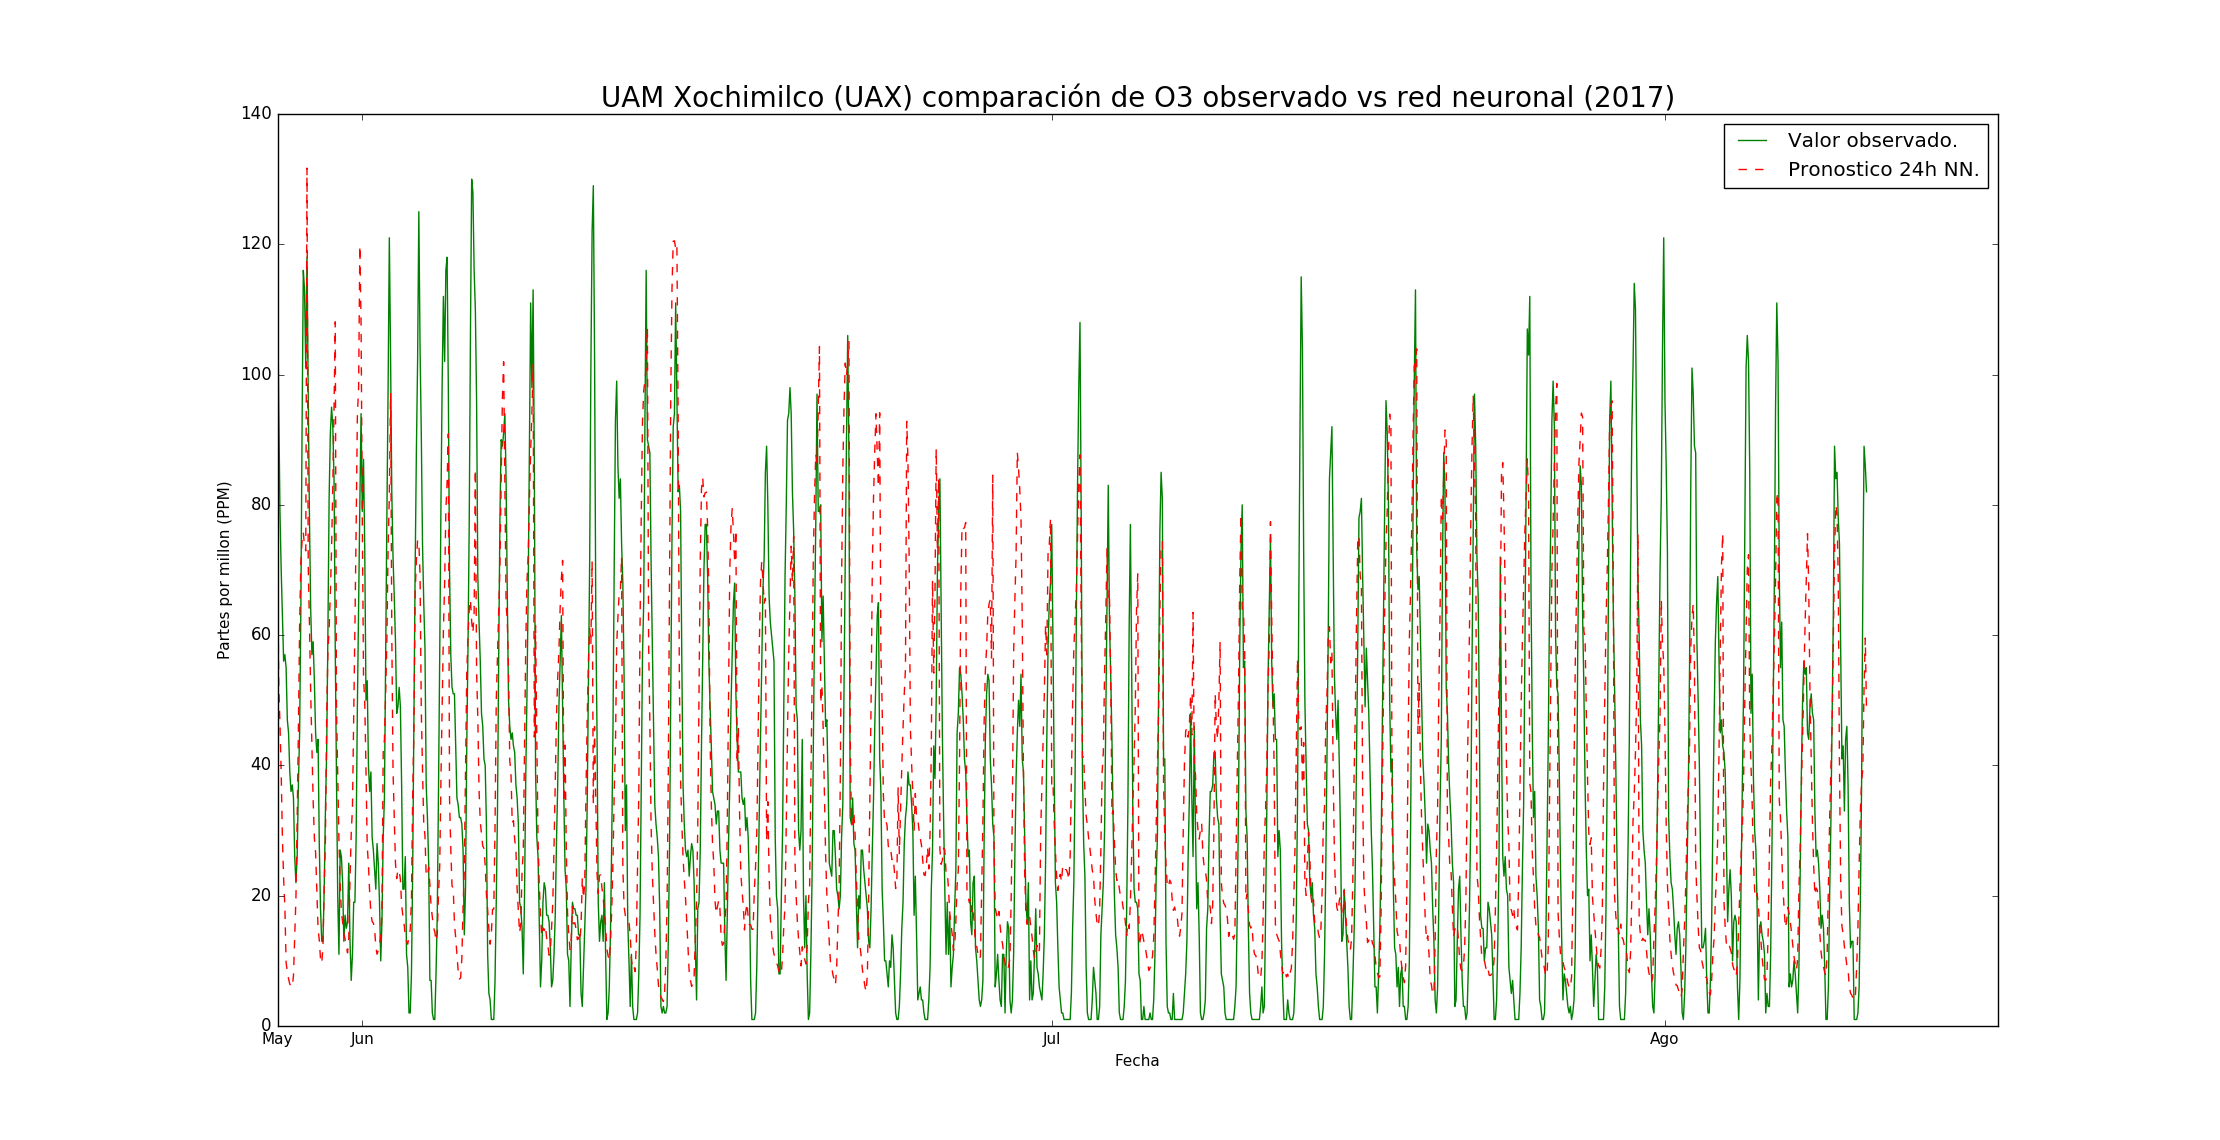 UAM Xochimilco (UAX) comparación de O3 observado vs red neuronal (2017)
140
120
100
80
60
40
20
0
Partes por millon (PPM)
Valor observado.
Pronostico 24h NN.
May
Jun
Jul
Ago
Fecha